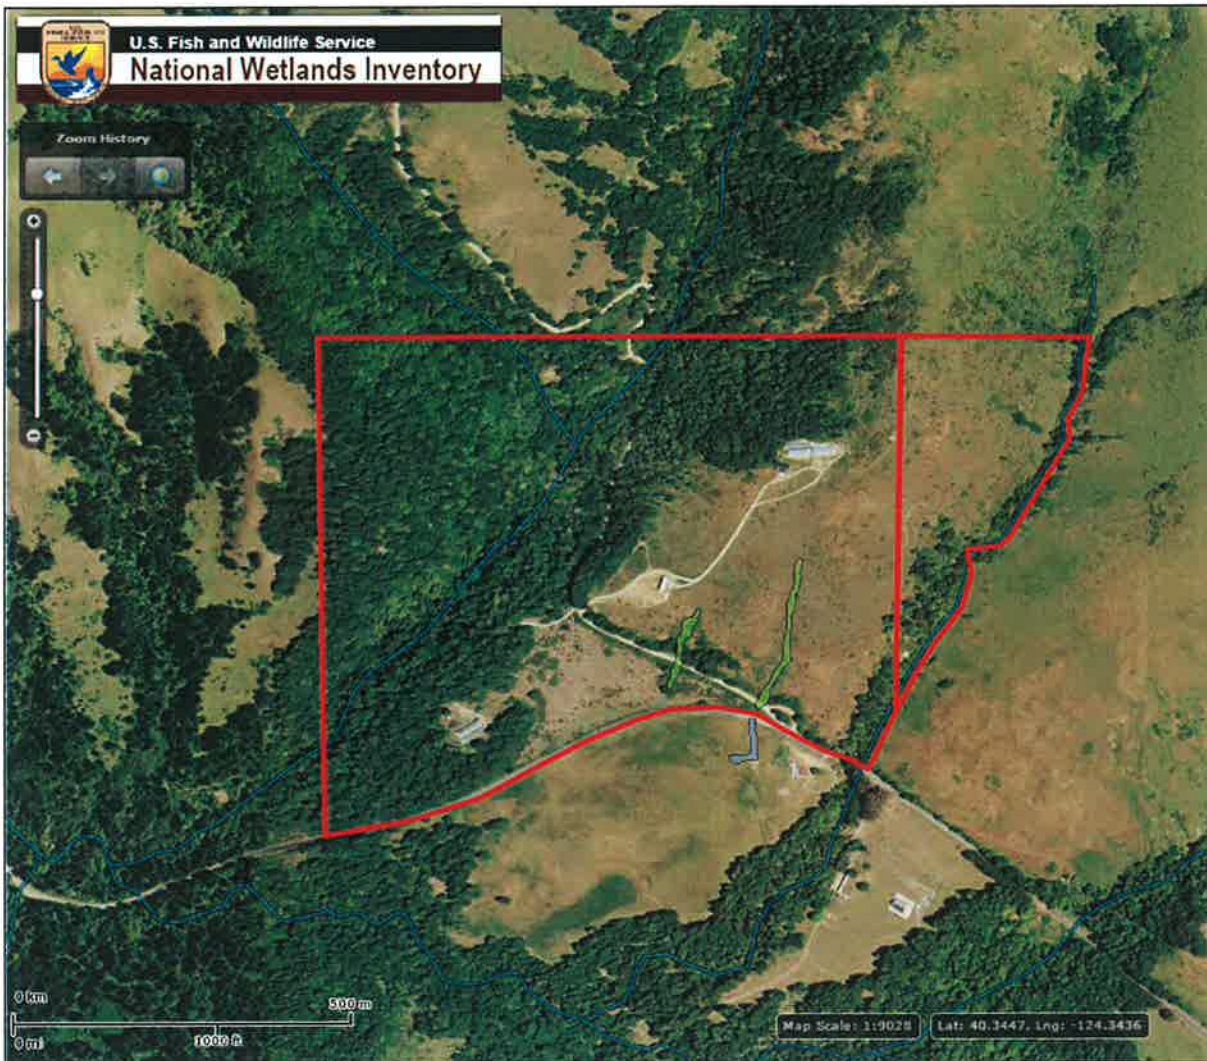 U.S. Fish and Wildlife Service
National Wetlands Inventory
Zoom History
0 km
500 m
0 mi
1000 ft
Map Scale: 1:9028
Lat: 40.3447, Lng: -124.3436